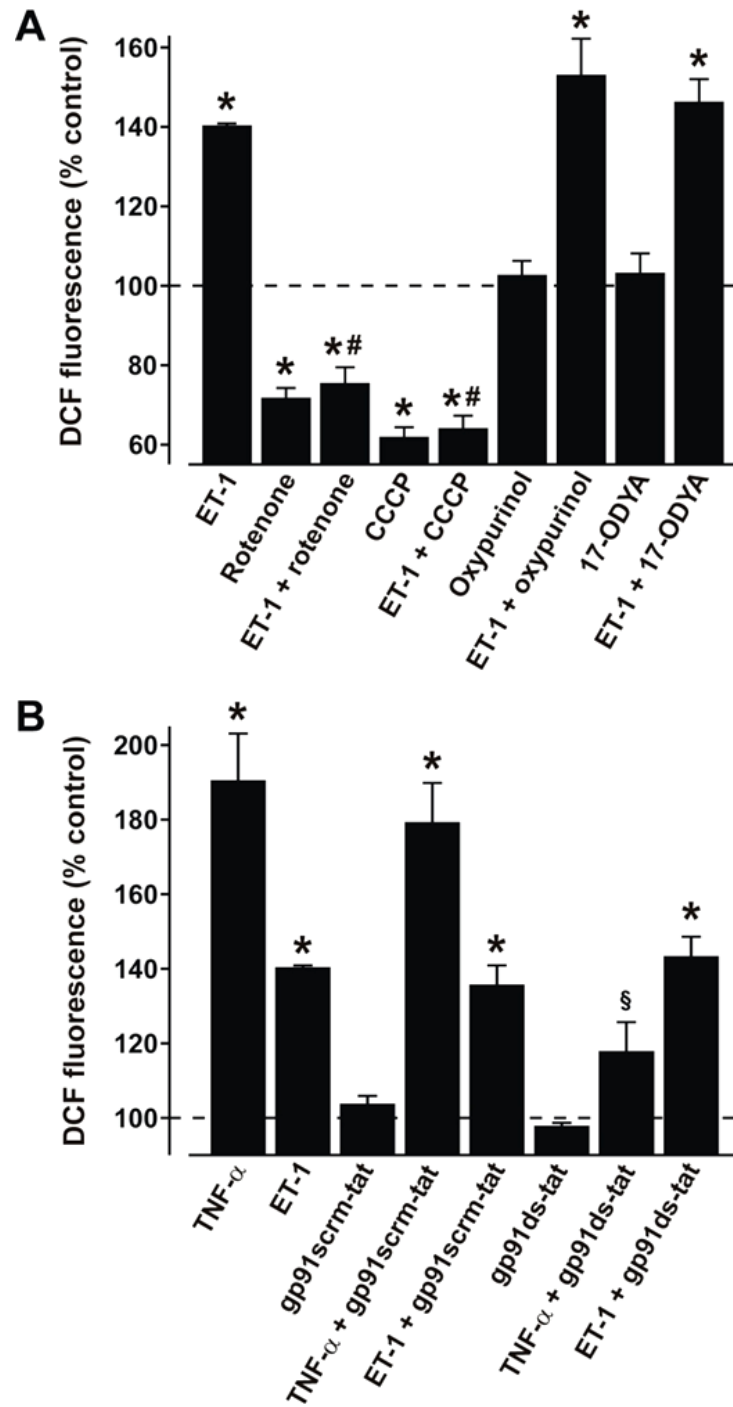 A
DCF fluorescence (% control)
160
140
120
100
80
60
*
*
*#
*
*#
*
*
ET-1
Rotenone
ET-1 + rotenone
CCCP
ET-1 + CCCP
Oxypurinol
ET-1 + oxypurinol
17-ODYA
ET-1 + 17-ODYA
B
DCF fluorescence (% control)
200
180
160
140
120
100
*
*
*
*
§
*
TNF-α
ET-1
gp91scrm-tat
TNF-α + gp91scrm-tat
ET-1 + gp91scrm-tat
gp91ds-tat
TNF-α + gp91ds-tat
ET-1 + gp91ds-tat